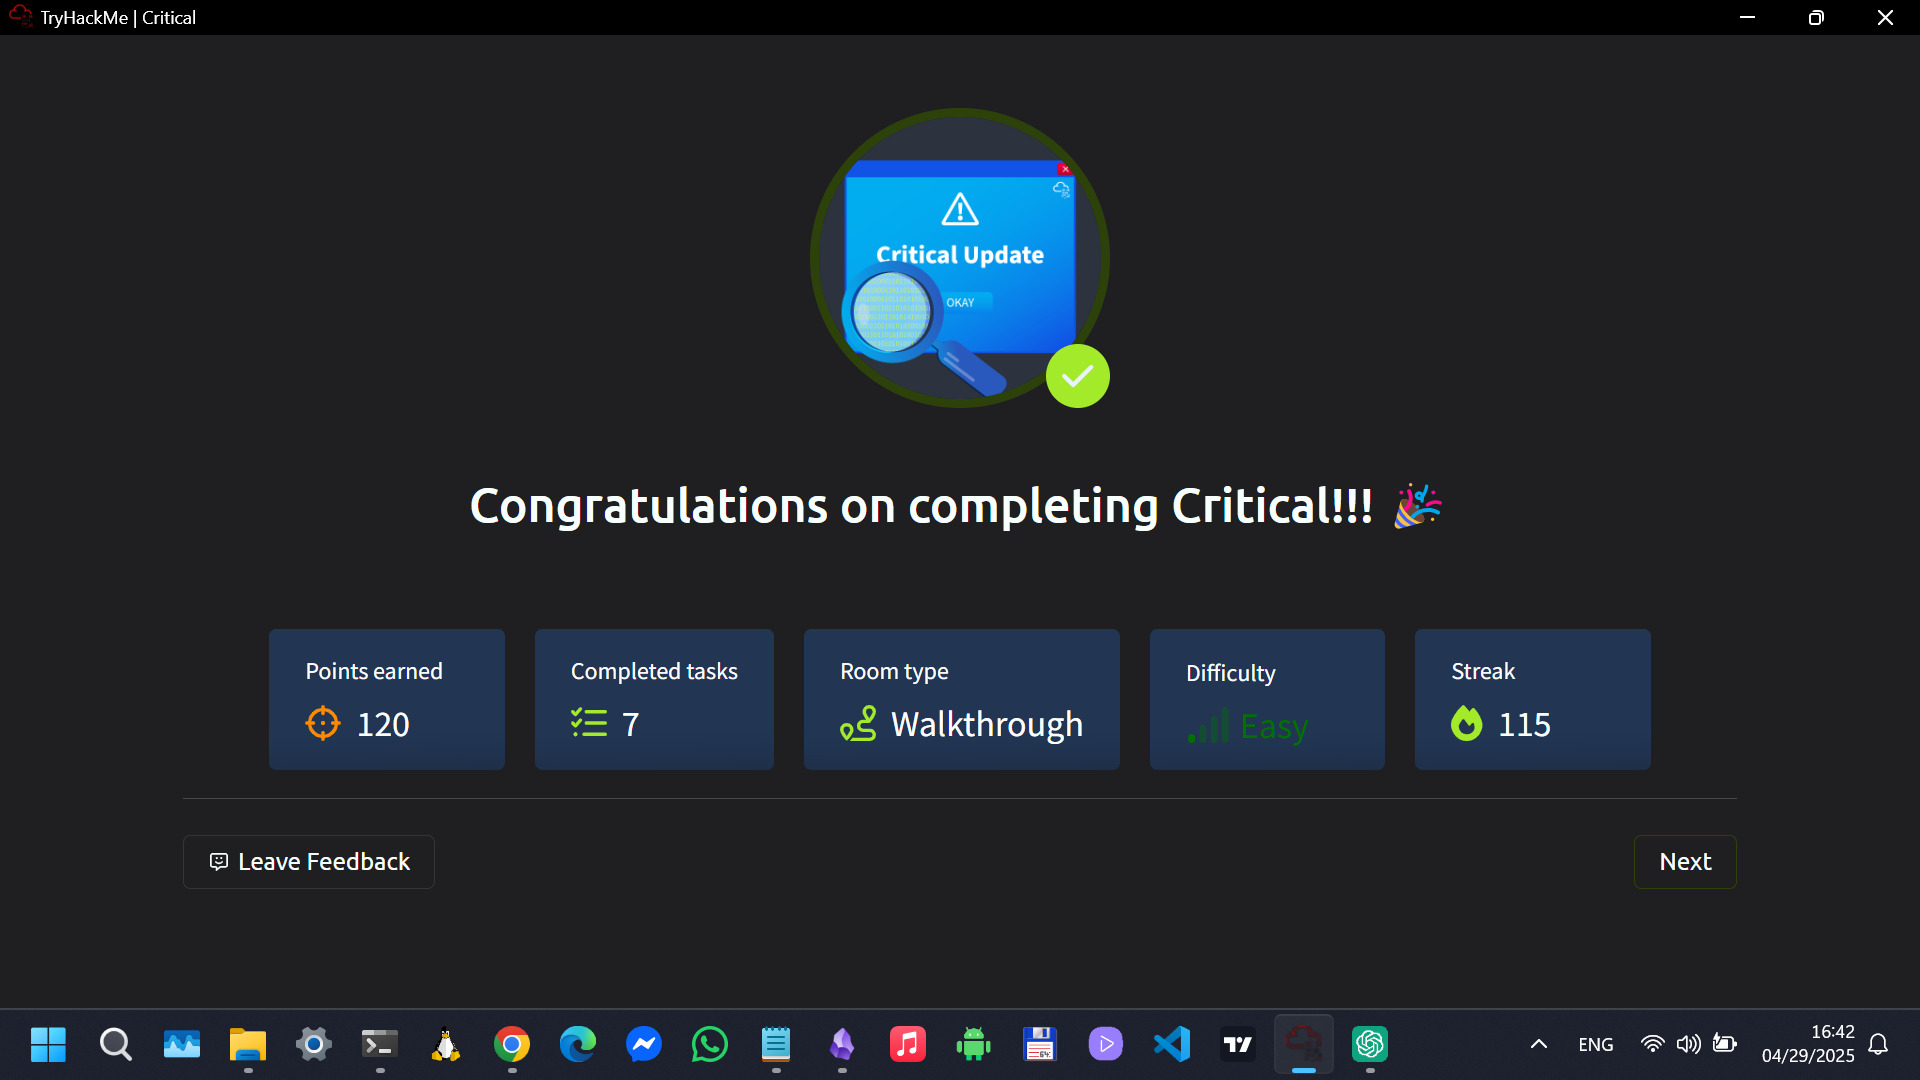 TryHackMe | Critical
Critical Update
OKAY
Congratulations on completing Critical!!! 🎉
Points earned
120
Completed tasks
7
Room type
Walkthrough
Difficulty
Easy
Streak
115
Leave Feedback
Next
64
ENG
16:42
04/29/2025